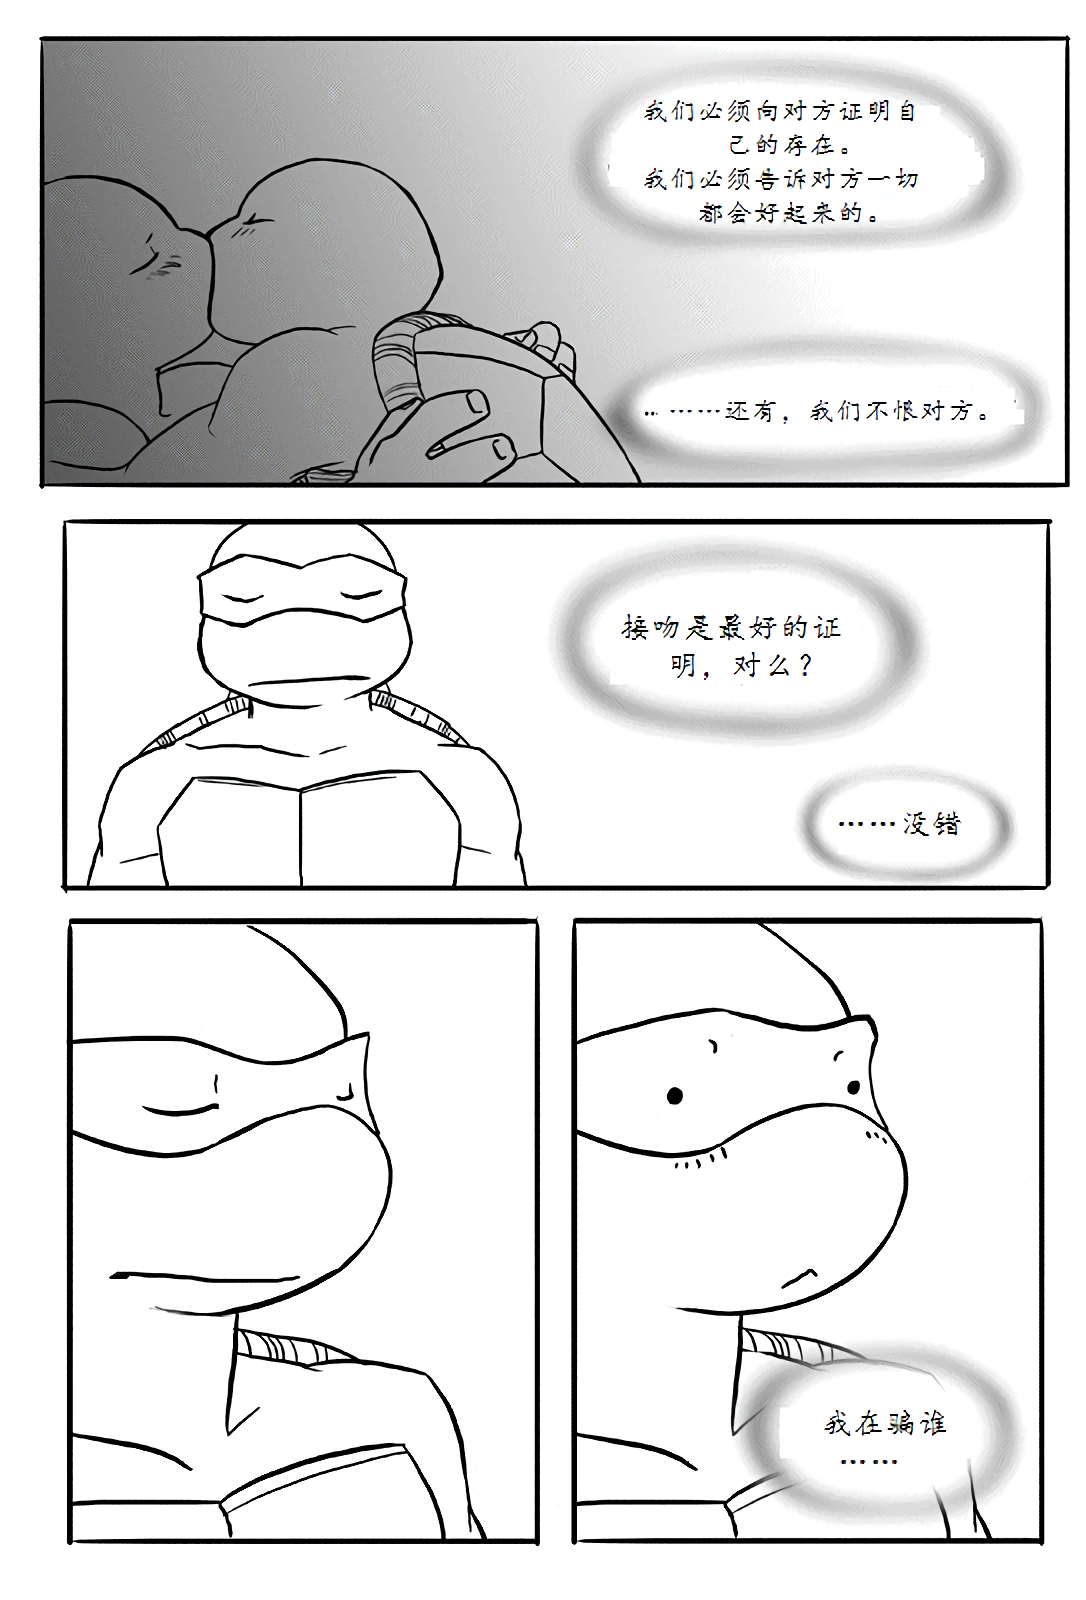 我们必须向对方证明自
己的存在。
我们必须告诉对方一切
都会好起来的。
… ……还有，我们不恨对方。
接吻是最好的证
明，对么？
……没错
我在骗谁
……